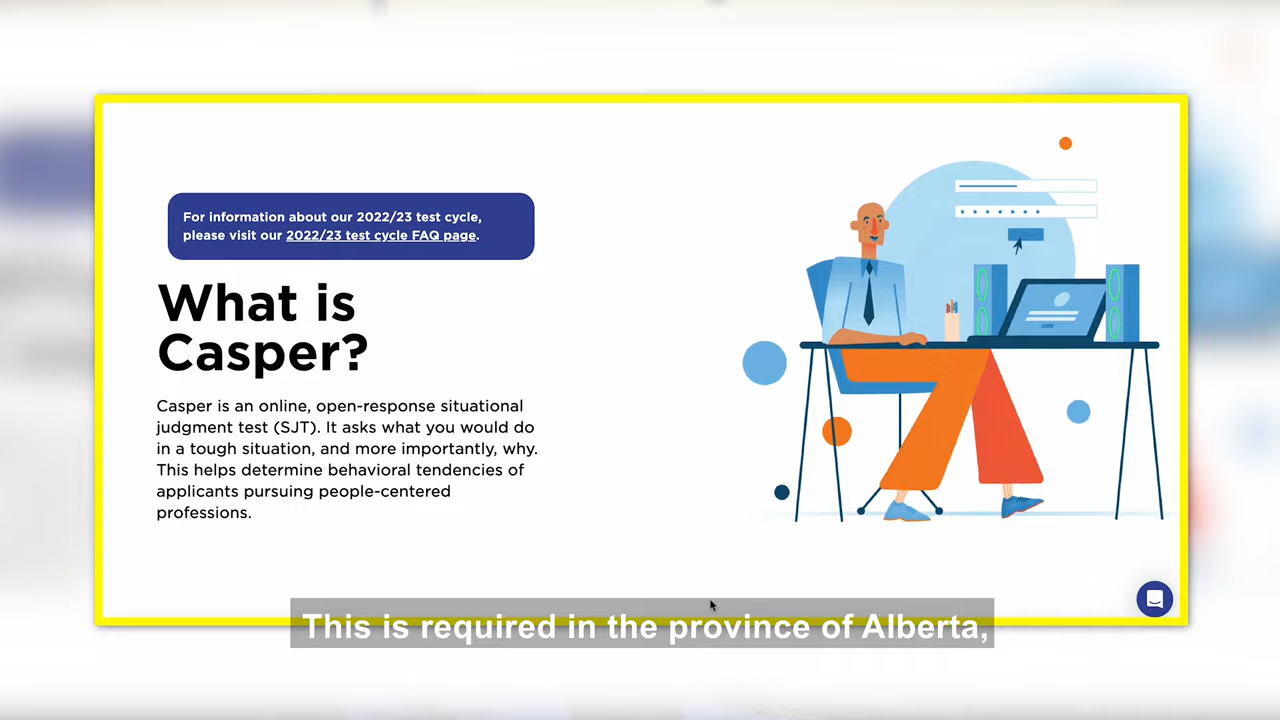 For information about our 2022/23 test cycle,
please visit our 2022/23 test cycle FAQ page.
What is
Casper?
Casper is an online, open-response situational
judgment test (SJT). It asks what you would do
in a tough situation, and more importantly, why.
This helps determine behavioral tendencies of
applicants pursuing people-centered
professions.
This is required in the province of Alberta,